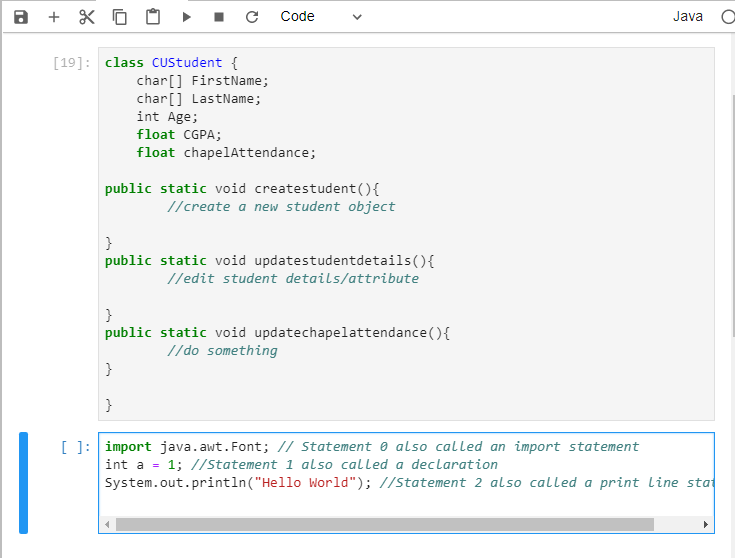 Code Java
[19]: class CUStudent {
char[] FirstName;
char[] LastName;
int Age;
float CGPA;
float chapelAttendance;
public static void createstudent(){
//create a new student object
}
public static void updatestudentdetails(){
//edit student details/attribute
}
public static void updatechapelattendance(){
//do something
}
}
[ ]: import java.awt.Font; // Statement 0 also called an import statement
int a = 1; //Statement 1 also called a declaration
System.out.println("Hello World"); //Statement 2 also called a print line